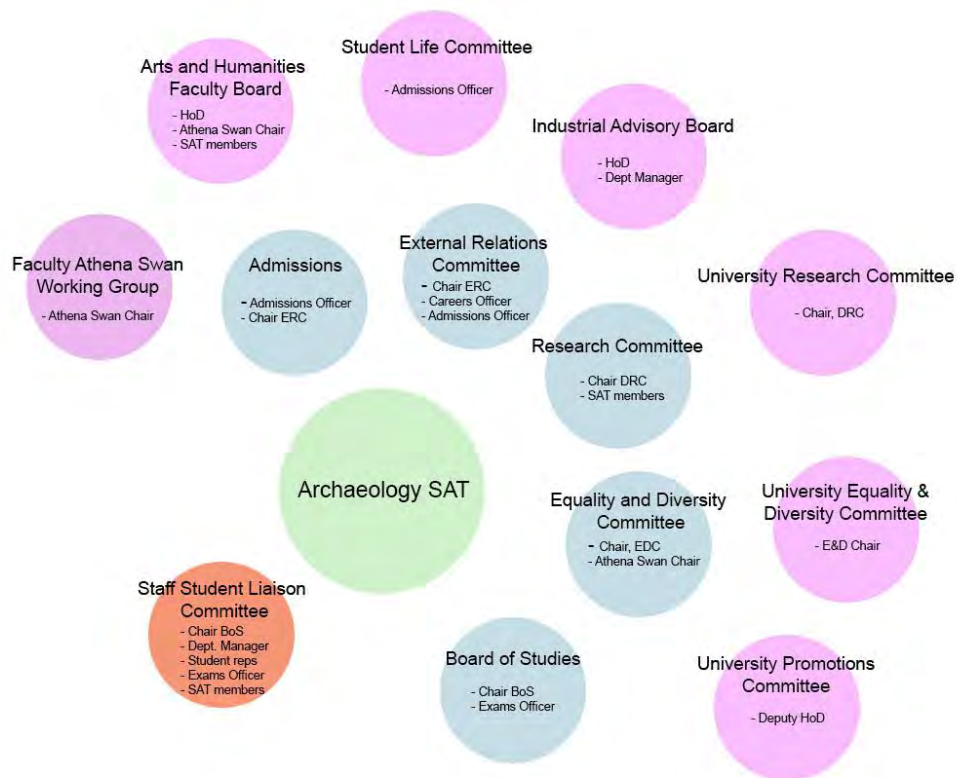 Student Life Committee
- Admissions Officer
Arts and Humanities
Faculty Board
- HoD
- Athena Swan Chair
- SAT members
Industrial Advisory Board
- HoD
- Dept Manager
Faculty Athena Swan
Working Group
- Athena Swan Chair
Admissions
- Admissions Officer
- Chair ERC
External Relations
Committee
- Chair ERC
- Careers Officer
- Admissions Officer
University Research Committee
- Chair, DRC
Research Committee
- Chair DRC
- SAT members
Archaeology SAT
Equality and Diversity
Committee
- Chair, EDC
- Athena Swan Chair
University Equality &
Diversity Committee
- E&D Chair
Staff Student Liaison
Committee
- Chair BoS
- Dept. Manager
- Student reps
- Exams Officer
- SAT members
Board of Studies
- Chair BoS
- Exams Officer
University Promotions
Committee
- Deputy HoD